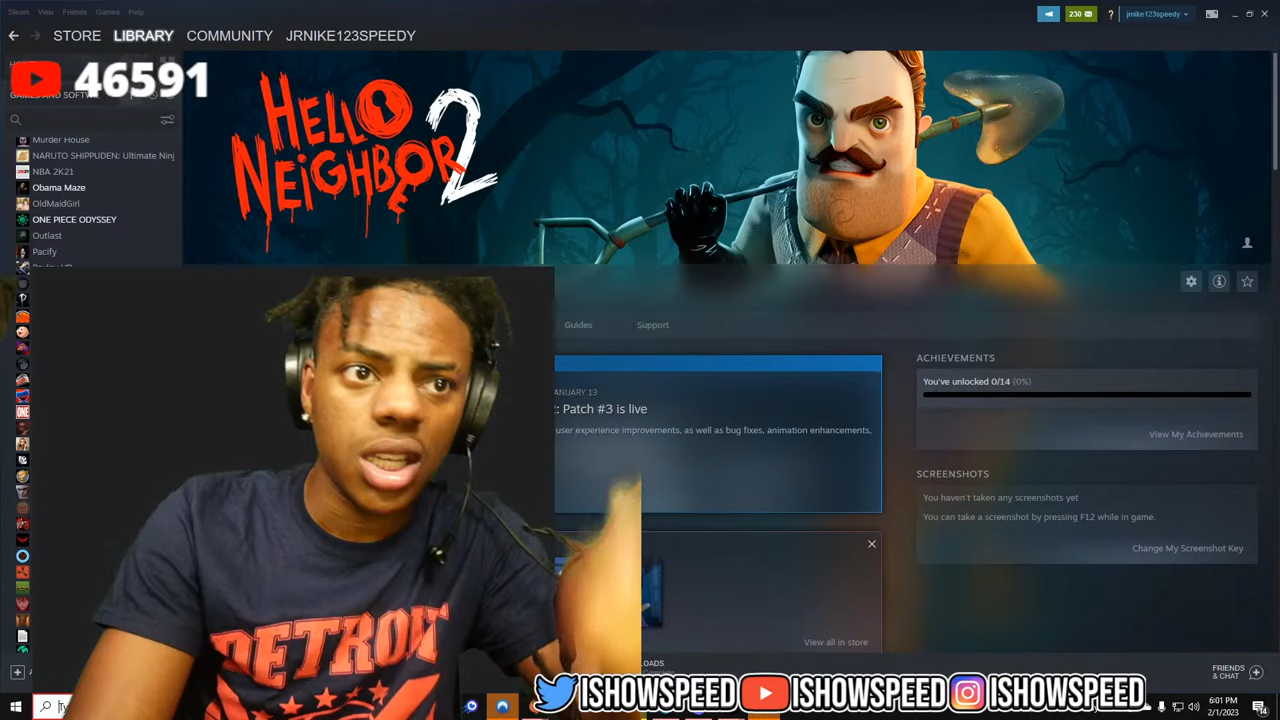 Steam View Friends Games Help
230
?
jrnike123speedy
STORE LIBRARY COMMUNITY JRNIKE123SPEEDY
46591
HELLO NEIGHBOR 2
Murder House
NARUTO SHIPPUDEN: Ultimate Ninj
NBA 2K21
Obama Maze
OldMaidGirl
ONE PIECE ODYSSEY
Outlast
Pacify
Guides Support
ANUARY 13
: Patch #3 is live
user experience improvements, as well as bug fixes, animation enhancements,
ACHIEVEMENTS
You've unlocked 0/14 (0%)
View My Achievements
SCREENSHOTS
You haven't taken any screenshots yet
You can take a screenshot by pressing F12 while in game.
Change My Screenshot Key
View all in store
DETROIT
LOADS
FRIENDS
& CHAT
ISHOWSPEED ISHOWSPEED ISHOWSPEED
6:01 PM
2/1/2023